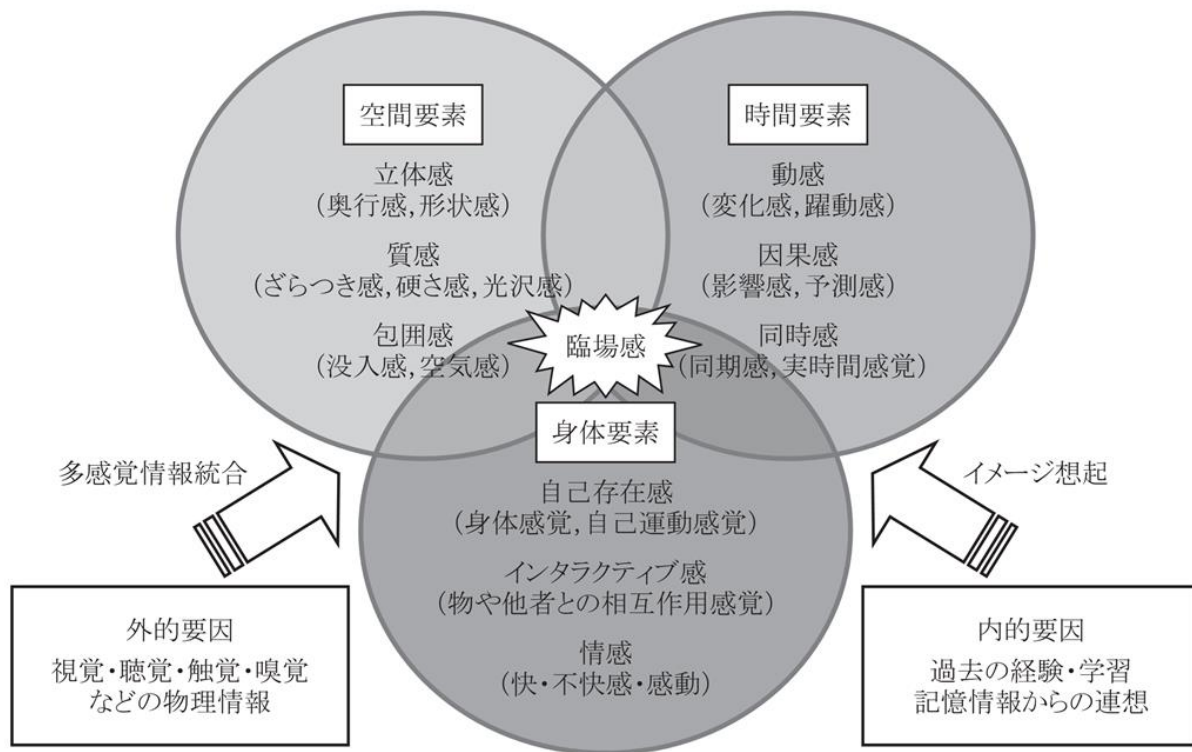 空間要素
立体感
(奥行感,形状感)
質感
(ざらつき感,硬さ感,光沢感)
包囲感
(没入感,空気感)
時間要素
動感
(変化感,躍動感)
因果感
(影響感,予測感)
同時感
(同期感,実時間感覚)
臨場感
身体要素
自己存在感
(身体感覚,自己運動感覚)
インタラクティブ感
(物や他者との相互作用感覚)
情感
(快・不快感・感動)
多感覚情報統合
外的要因
視覚・聴覚・触覚・嗅覚
などの物理情報
イメージ想起
内的要因
過去の経験・学習
記憶情報からの連想